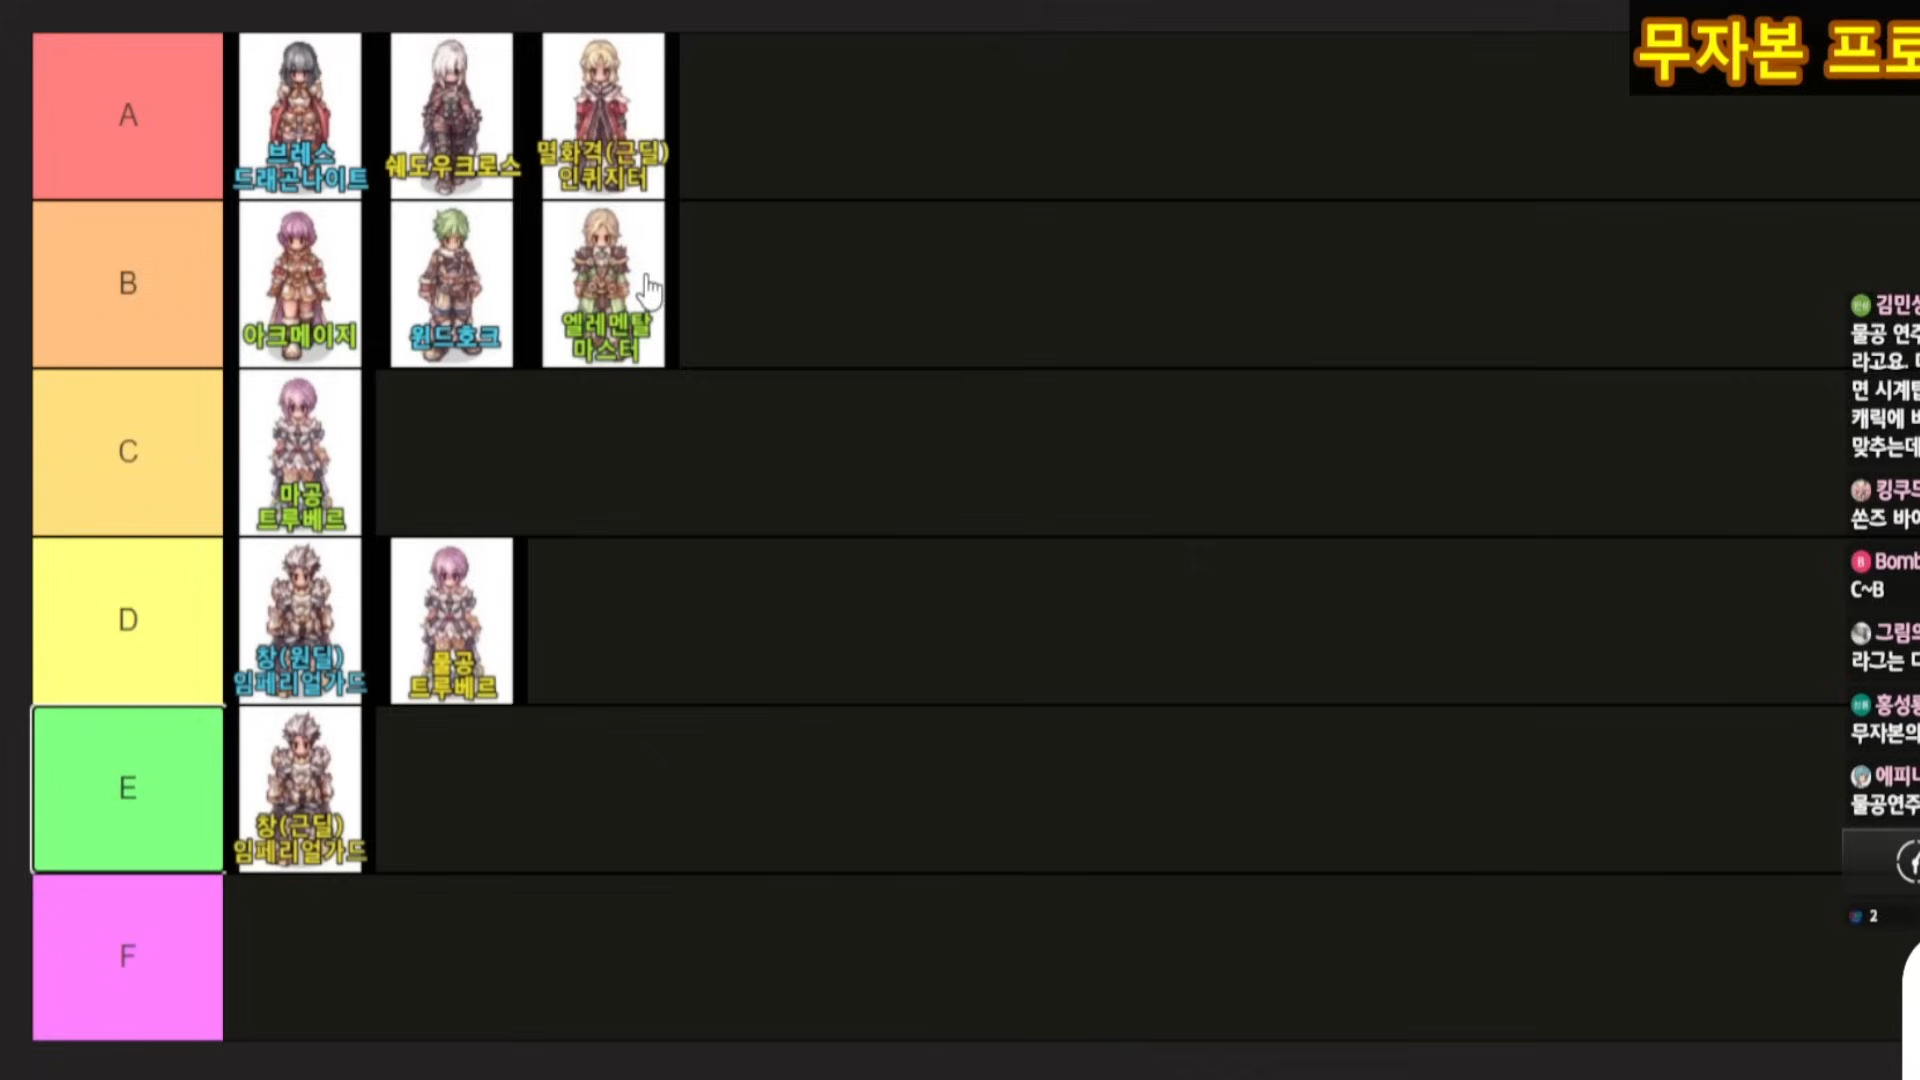 무자본 프로
A
브레스
드래곤나이트
쉐도우크로스
멸화격(근딜)
인퀴지터
B
아크메이지
윈드호크
엘레멘탈
마스터
C
마공
트루베르
D
창(원딜)
임페리얼가드
물공
트루베르
E
창(근딜)
임페리얼가드
F
김민성
물공 연주
라고요.
면 시계탑
캐릭에
맞추는데
킹쿠
쏜즈 바
B Bomb
C~B
그림
라그는
홍성
무자본의
에피
물공연주
2